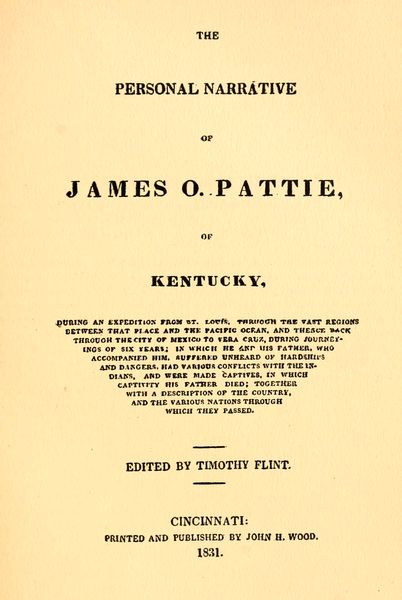 THE
PERSONAL NARRATIVE
OF
JAMES O. PATTIE,
OF
KENTUCKY,
DURING AN EXPEDITION FROM ST. LOUIS, THROUGH THE VAST REGIONS
BETWEEN THAT PLACE AND THE PACIFIC OCEAN, AND THENCE BACK
THROUGH THE CITY OF MEXICO TO VERA CRUZ, DURING JOURNEY-
INGS OF SIX YEARS; IN WHICH HE AND HIS FATHER, WHO
ACCOMPANIED HIM, SUFFERED UNHEARD OF HARDSHIPS
AND DANGERS, HAD VARIOUS CONFLICTS WITH THE IN-
DIANS, AND WERE MADE CAPTIVES, IN WHICH
CAPTIVITY HIS FATHER DIED; TOGETHER
WITH A DESCRIPTION OF THE COUNTRY,
AND THE VARIOUS NATIONS THROUGH
WHICH THEY PASSED.
EDITED BY TIMOTHY FLINT.
CINCINNATI:
PRINTED AND PUBLISHED BY JOHN H. WOOD.
1831.